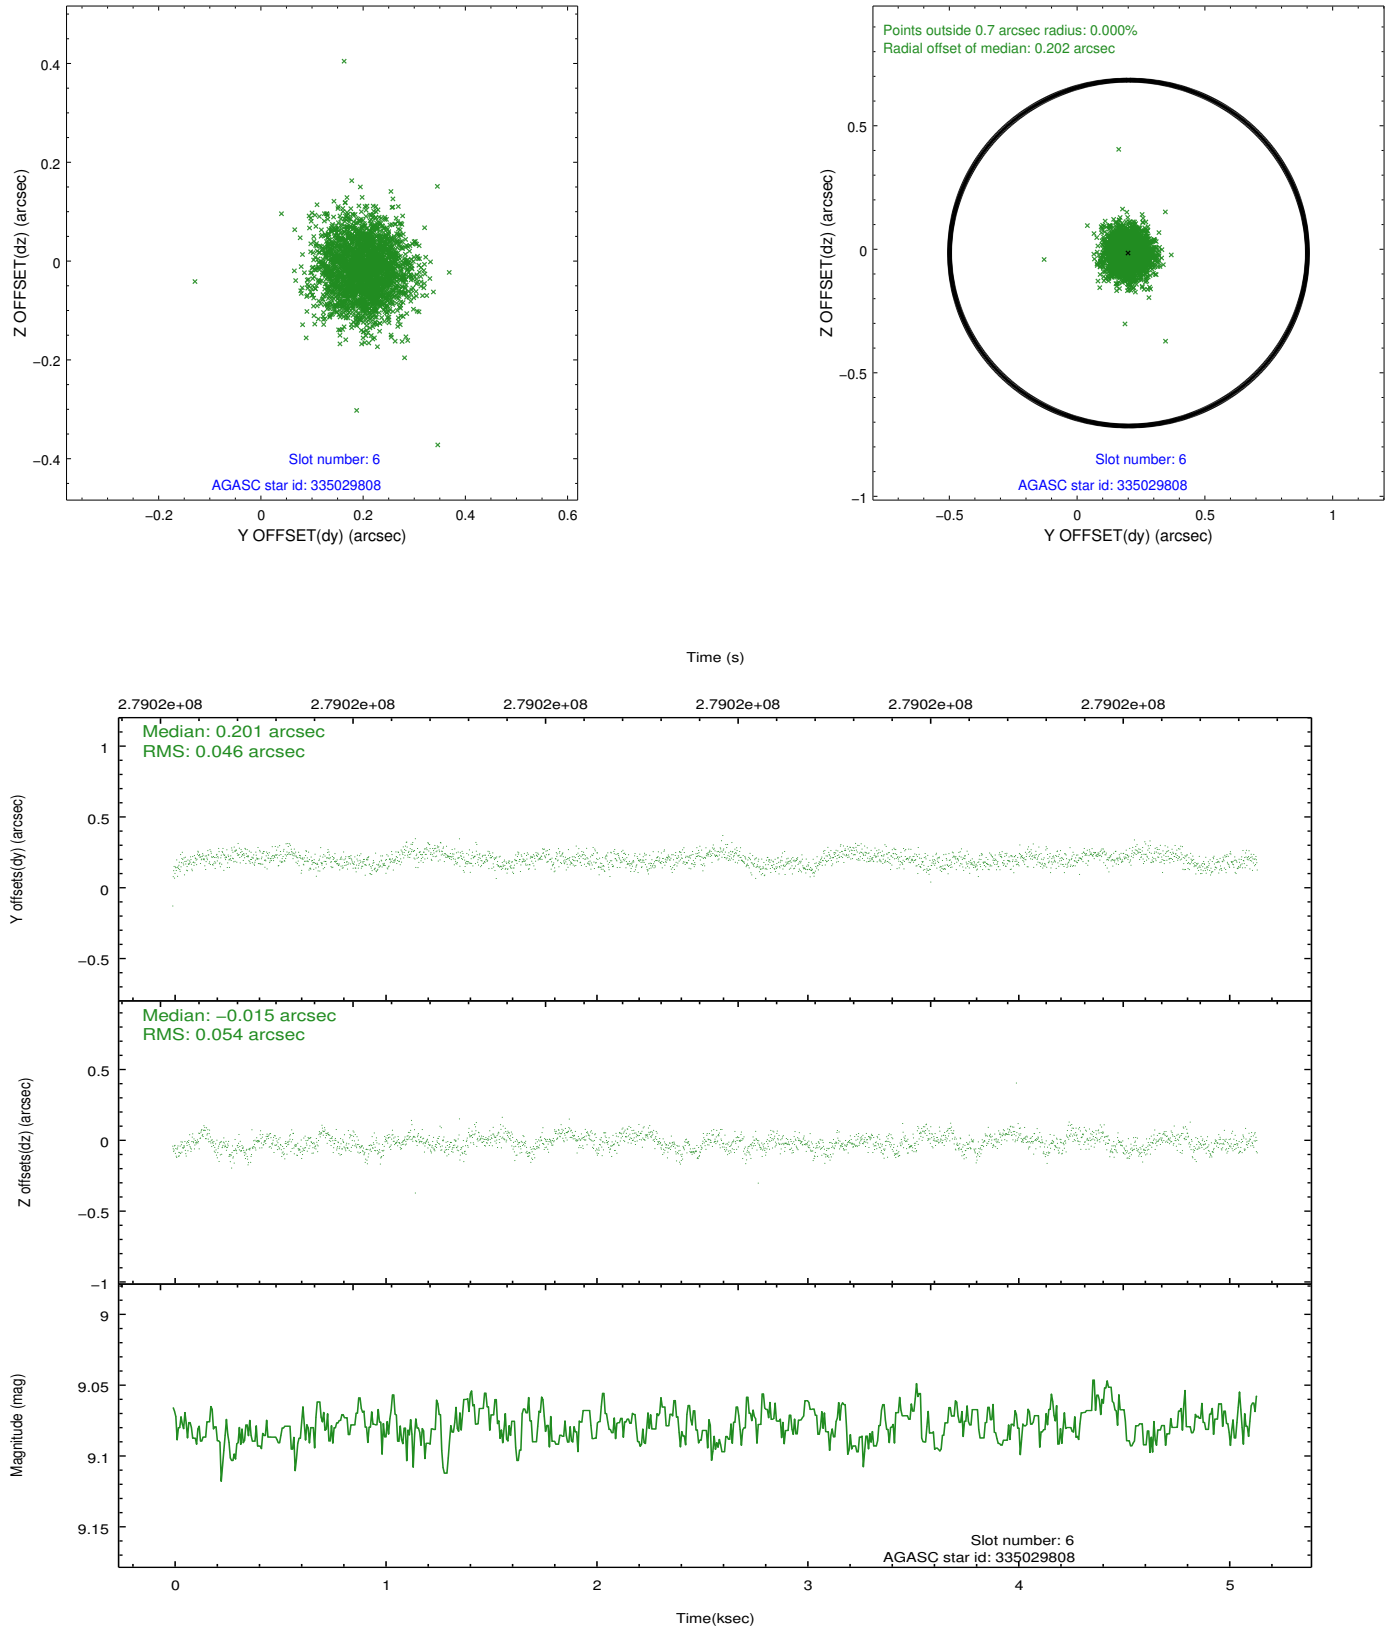 0.4
0.2
0
−0.2
−0.4
Z OFFSET(dz) (arcsec)
Slot number: 6
AGASC star id: 335029808
−0.2 0 0.2 0.4 0.6
Y OFFSET(dy) (arcsec)
Points outside 0.7 arcsec radius: 0.000%
Radial offset of median: 0.202 arcsec
0.5
0
−0.5
−1
Z OFFSET(dz) (arcsec)
Slot number: 6
AGASC star id: 335029808
−0.5 0 0.5 1
Y OFFSET(dy) (arcsec)
Time (s)
2.7902e+08 2.7902e+08 2.7902e+08 2.7902e+08 2.7902e+08 2.7902e+08
Median: 0.201 arcsec
RMS: 0.046 arcsec
1
0.5
0
−0.5
Y offsets(dy) (arcsec)
Median: −0.015 arcsec
RMS: 0.054 arcsec
0.5
0
−0.5
−1
Z offsets(dz) (arcsec)
9
9.05
9.1
9.15
Magnitude (mag)
Slot number: 6
AGASC star id: 335029808
0 1 2 3 4 5
Time(ksec)